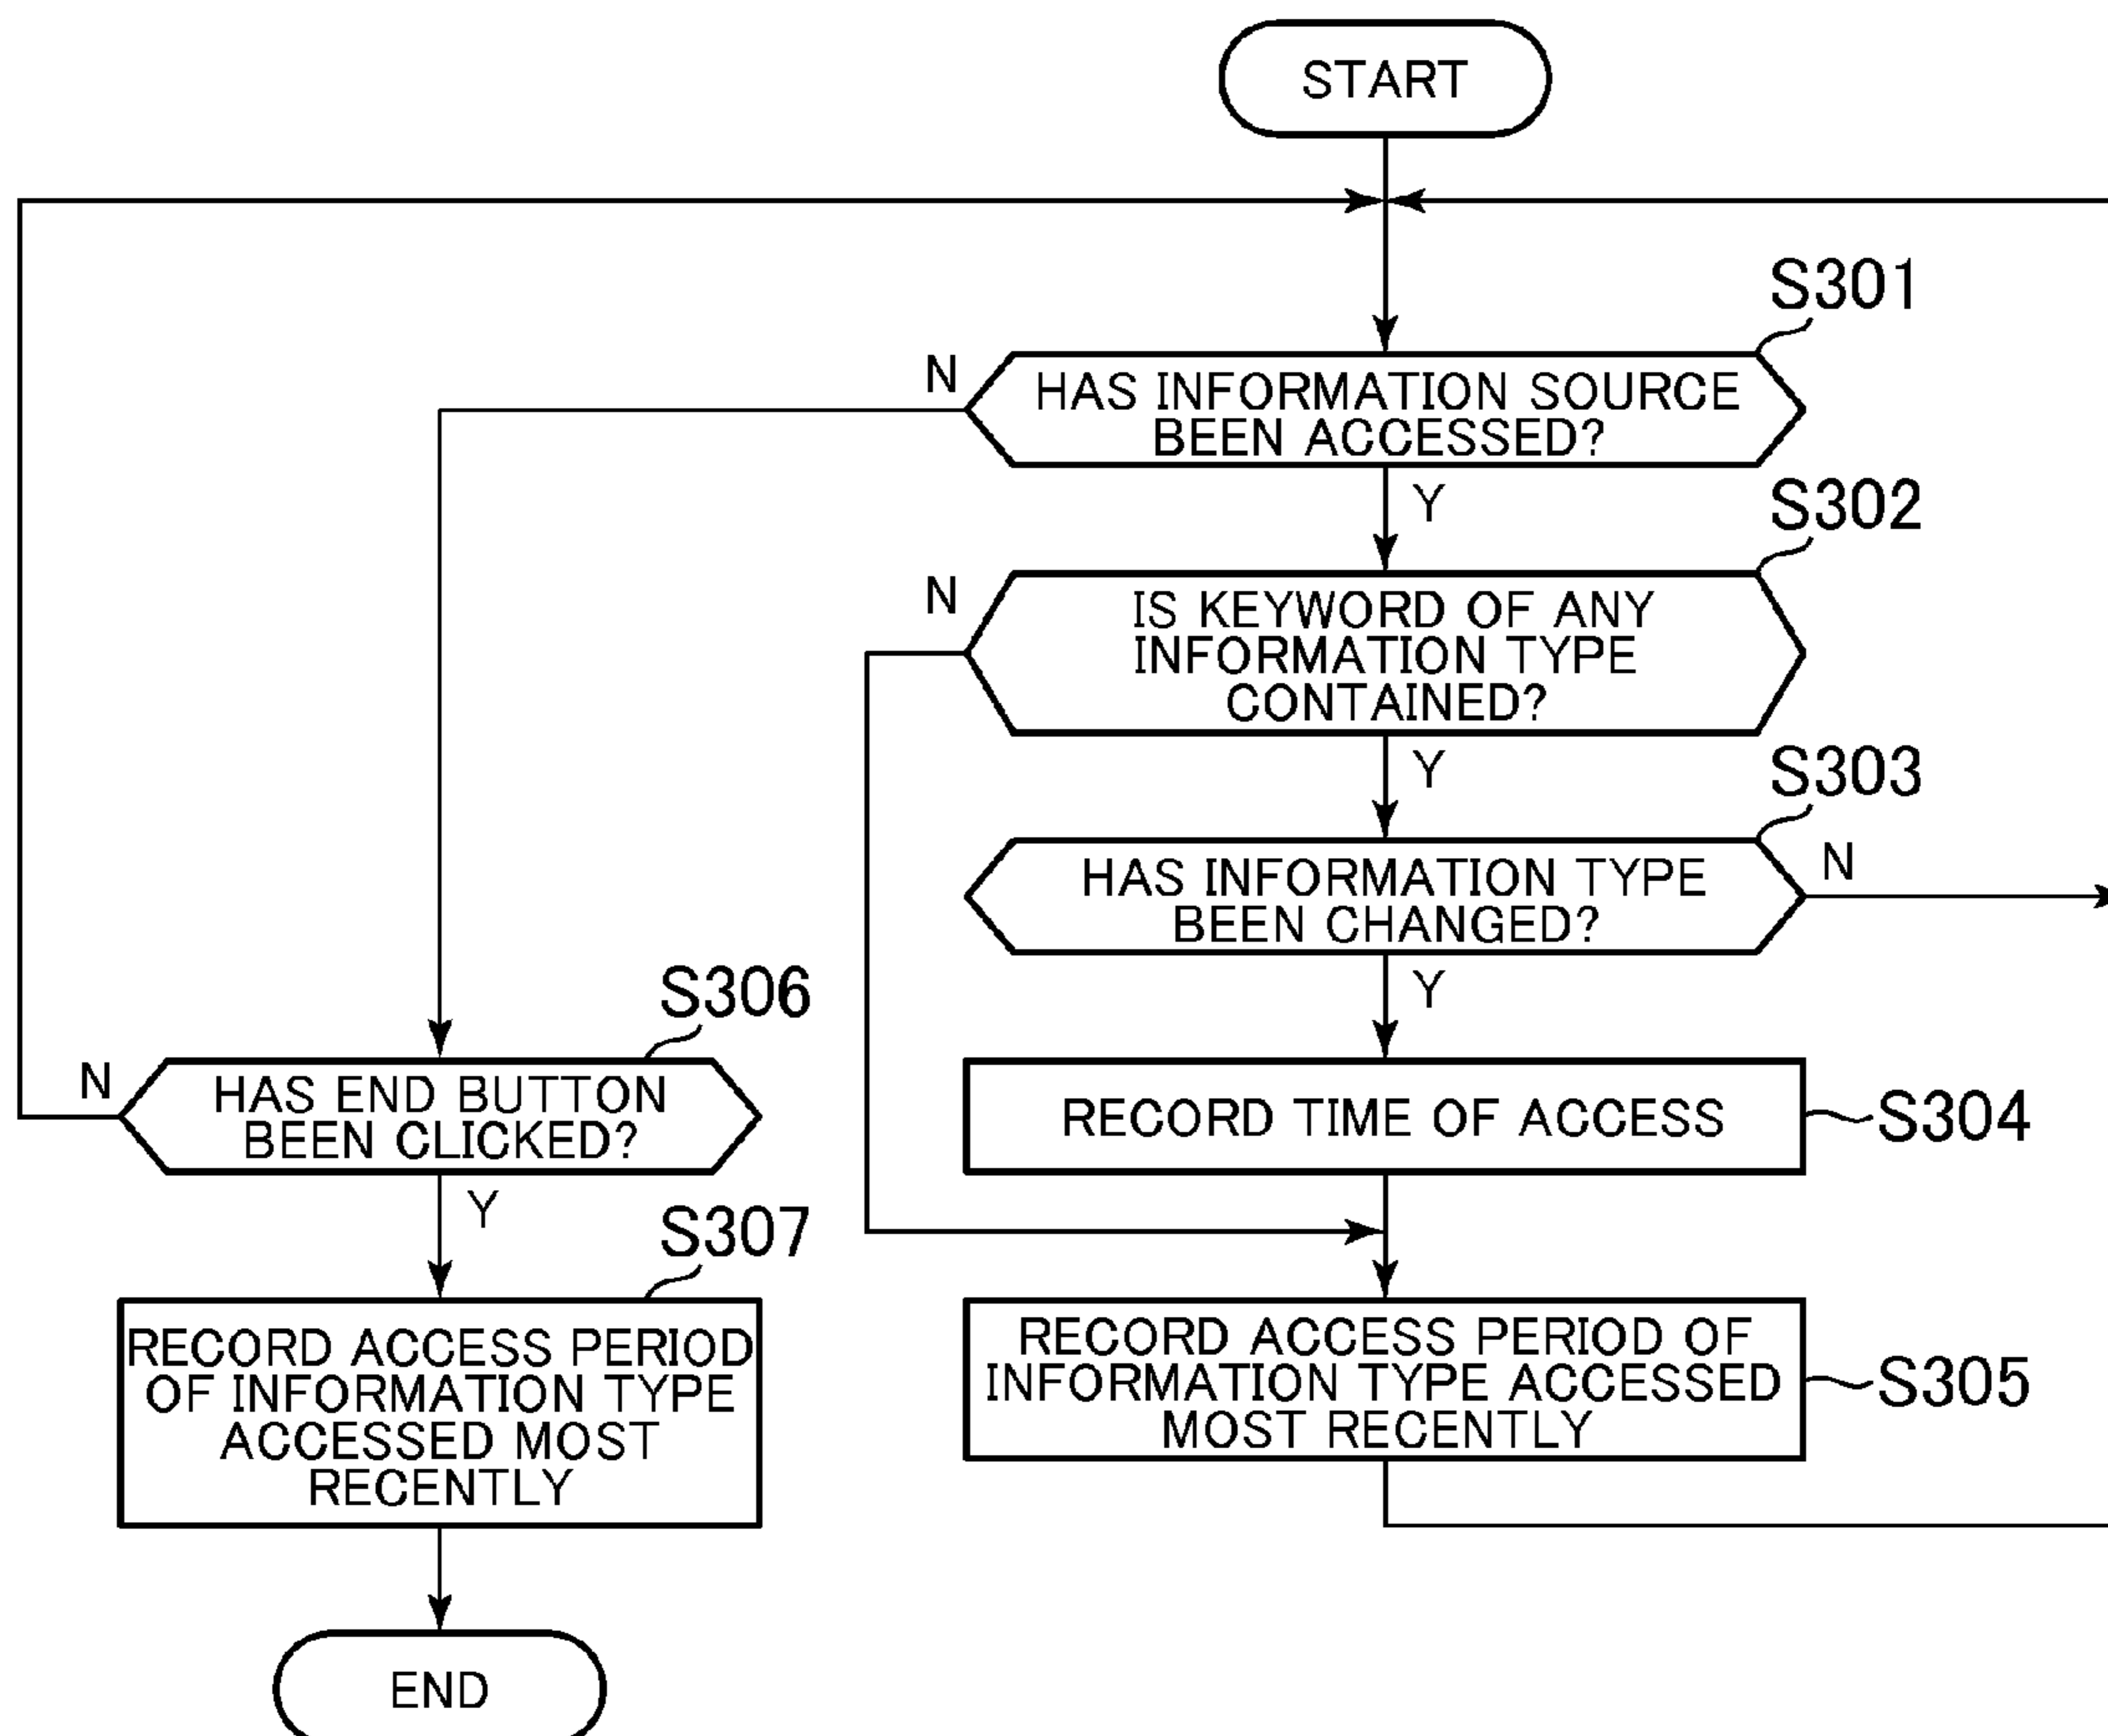 START
S301
N
HAS INFORMATION SOURCE
BEEN ACCESSED?
Y
S302
N
IS KEYWORD OF ANY
INFORMATION TYPE
CONTAINED?
Y
S303
HAS INFORMATION TYPE
BEEN CHANGED?
N
Y
S306
N
HAS END BUTTON
BEEN CLICKED?
RECORD TIME OF ACCESS
S304
Y
S307
RECORD ACCESS PERIOD
OF INFORMATION TYPE
ACCESSED MOST
RECENTLY
RECORD ACCESS PERIOD OF
INFORMATION TYPE ACCESSED
MOST RECENTLY
S305
END